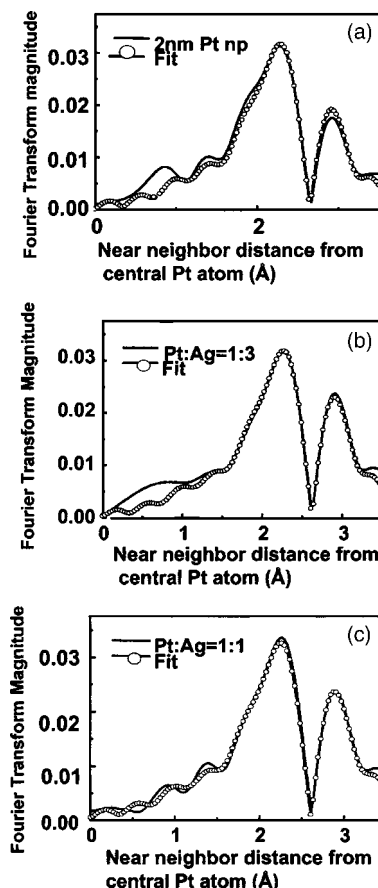 (a)
2nm Pt np
Fit
Fourier Transform magnitude
0.03
0.02
0.01
0.00
0
2
Near neighbor distance from
central Pt atom (Å)
(b)
Pt:Ag=1:3
Fit
Fourier Transform Magnitude
0.03
0.02
0.01
0.00
0
1
2
3
Near neighbor distance from
central Pt atom (Å)
(c)
Pt:Ag=1:1
Fit
Fourier Transform Magnitude
0.03
0.02
0.01
0.00
0
1
2
3
Near neighbor distance from
central Pt atom (Å)